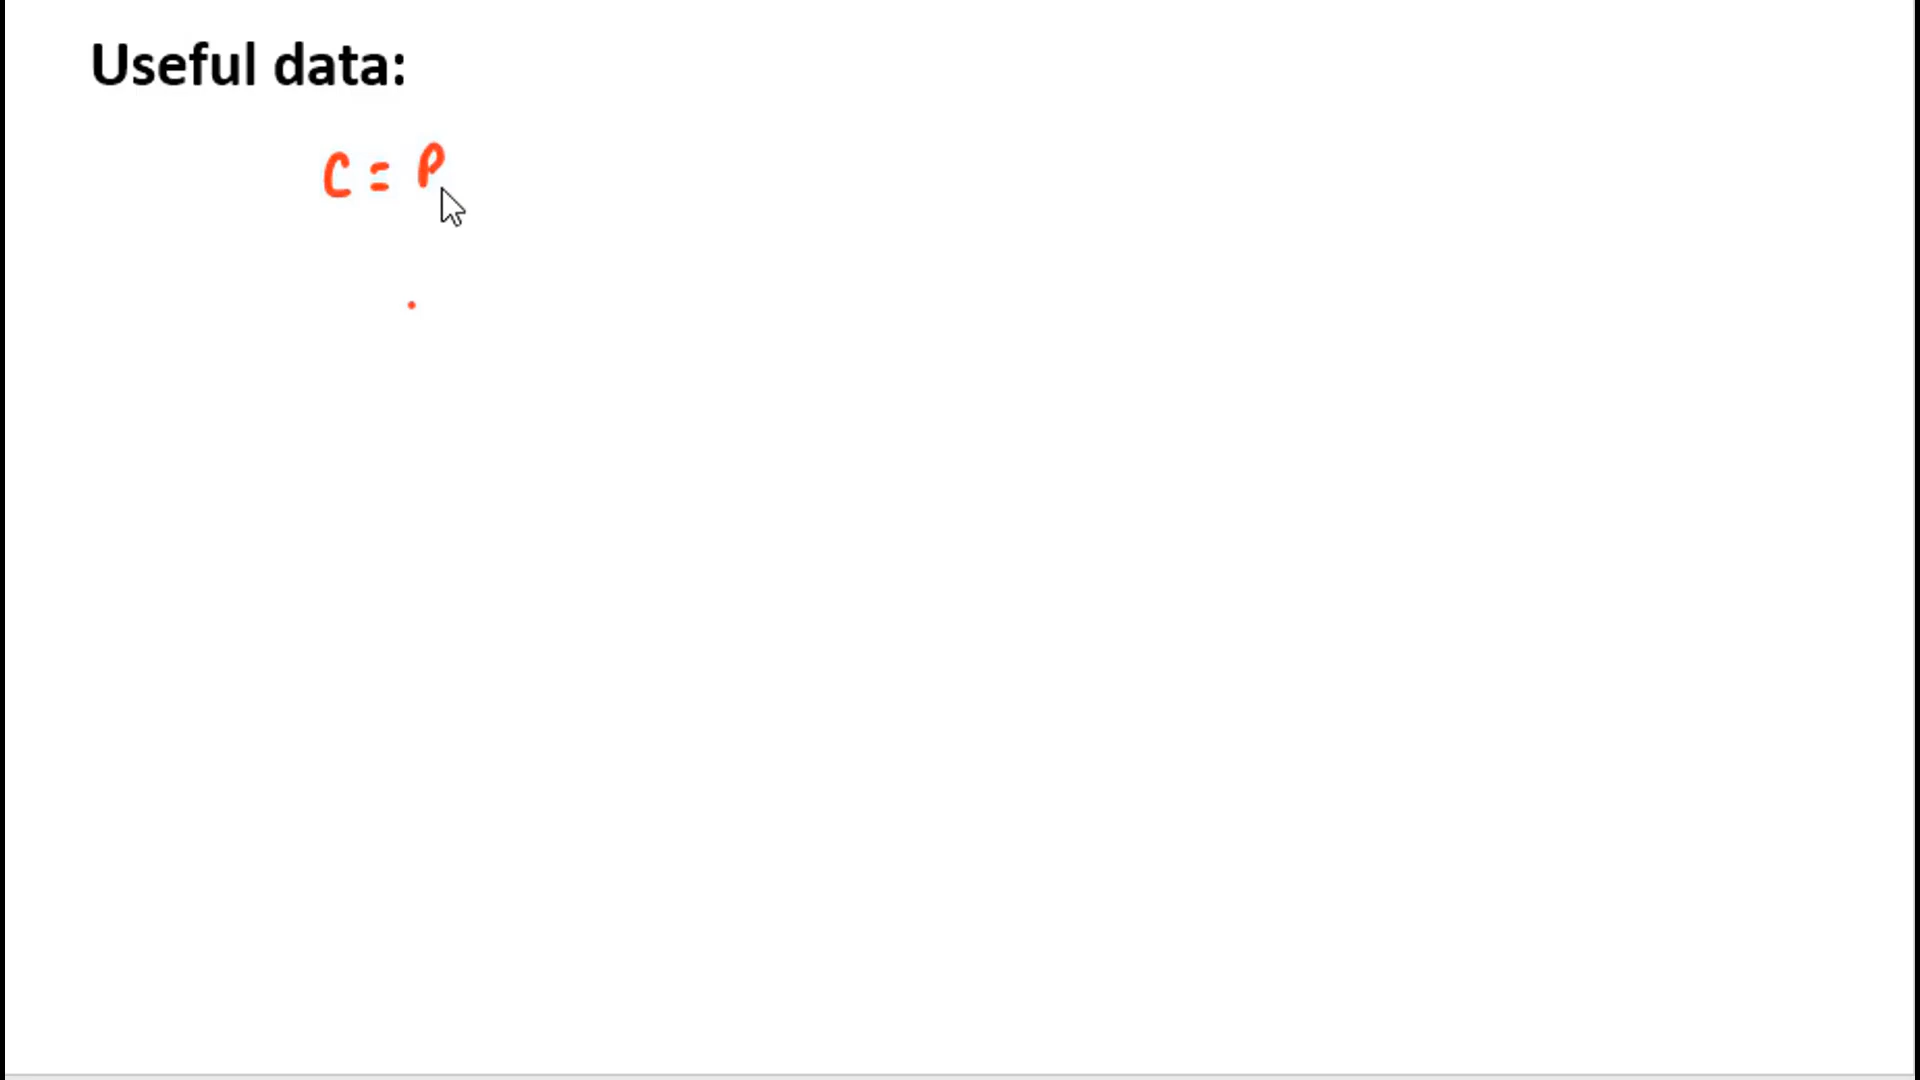 Useful data:
C = P
.